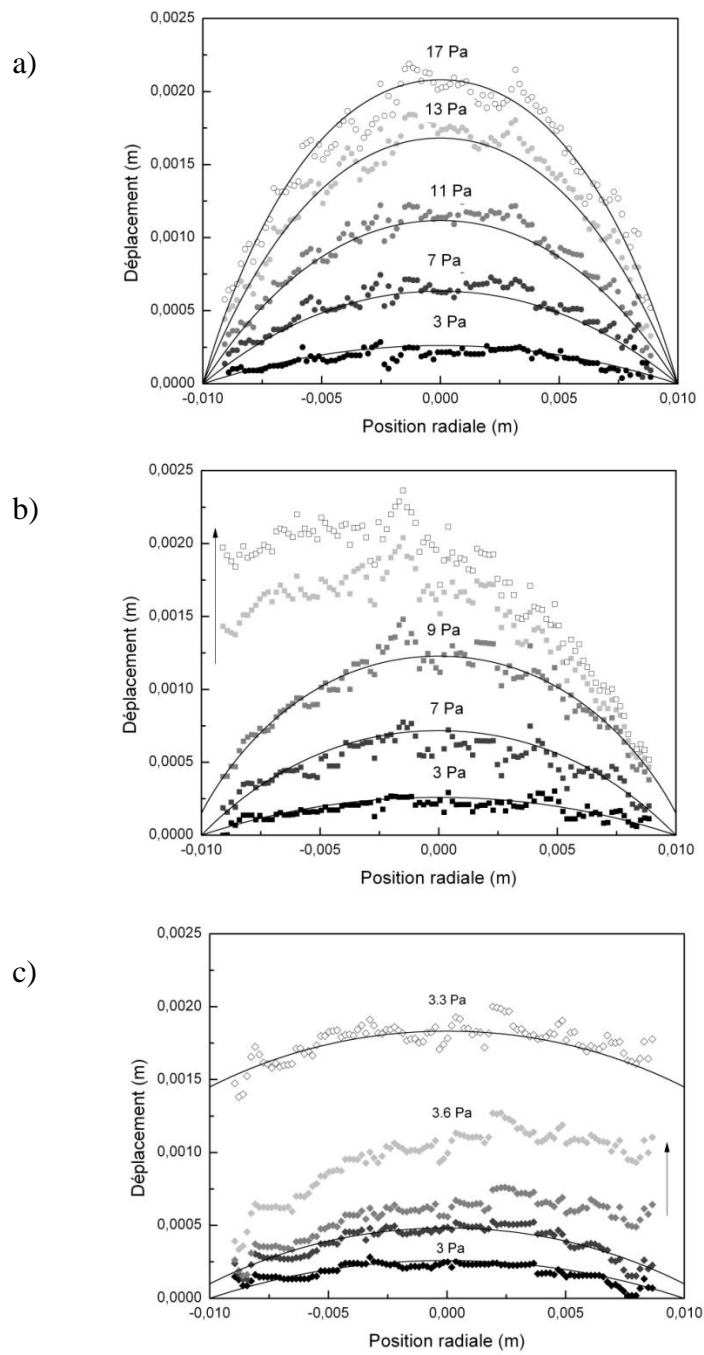 a)
0,0025
0,0020
0,0015
0,0010
0,0005
0,0000
Déplacement (m)
17 Pa
13 Pa
11 Pa
7 Pa
3 Pa
-0,010 -0,005 0,000 0,005 0,010
Position radiale (m)
b)
0,0025
0,0020
0,0015
0,0010
0,0005
0,0000
Déplacement (m)
9 Pa
7 Pa
3 Pa
-0,010 -0,005 0,000 0,005 0,010
Position radiale (m)
c)
0,0025
0,0020
0,0015
0,0010
0,0005
0,0000
Déplacement (m)
3.3 Pa
3.6 Pa
3 Pa
-0,010 -0,005 0,000 0,005 0,010
Position radiale (m)